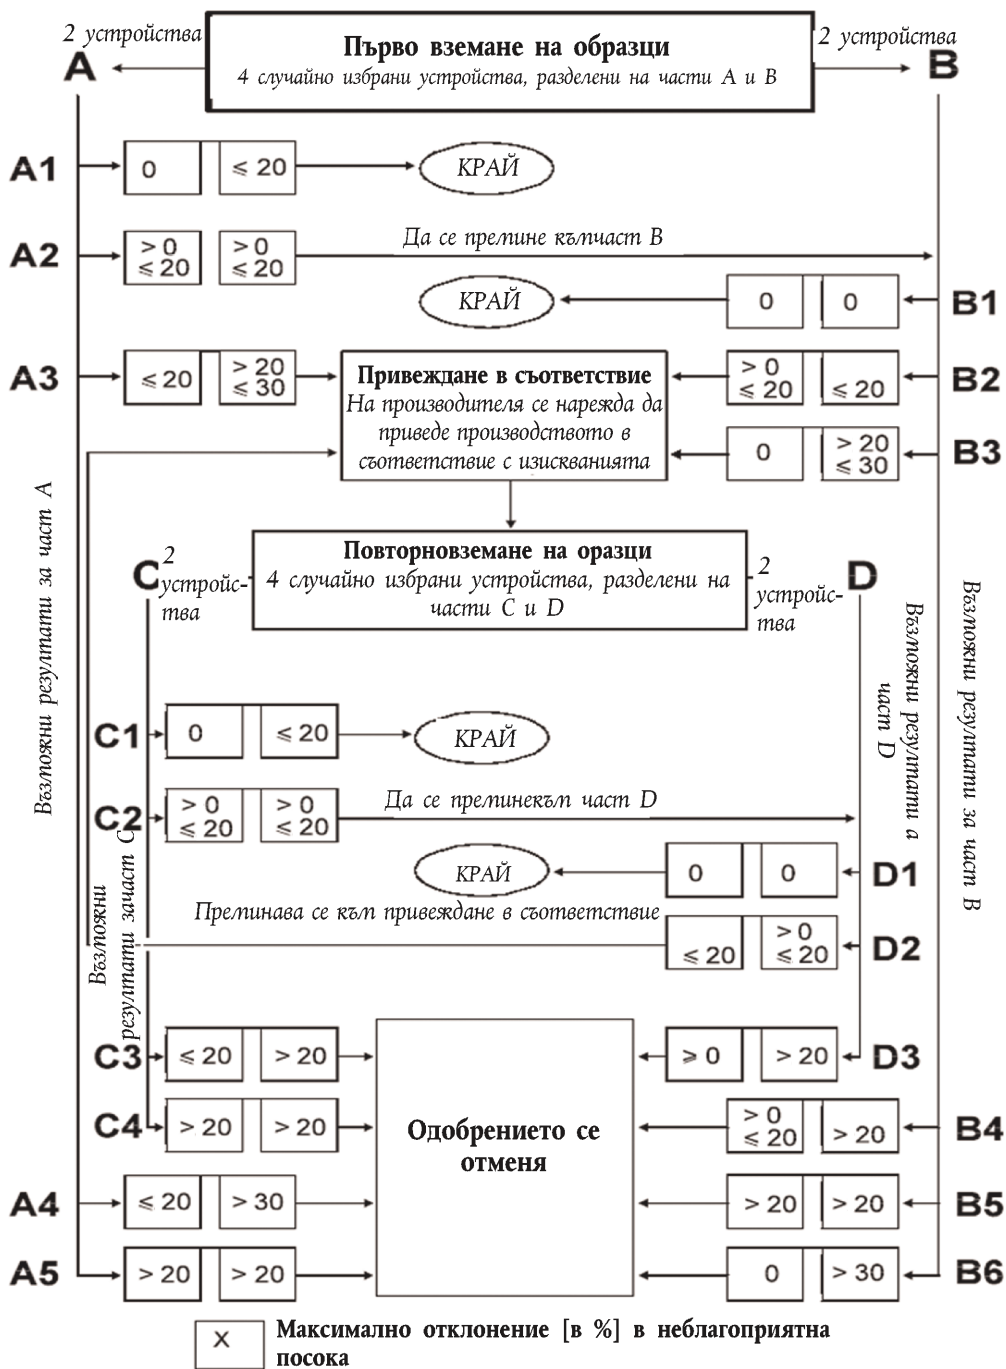 2 устройства
Първо вземане на образци
2 устройства
A
4 случайно избрани устройства, разделени на части A и B
B
A1
0
≤ 20
КРАЙ
A2
> 0
≤ 20
> 0
≤ 20
Да се премине къмчаст B
КРАЙ
0
0
B1
A3
≤ 20
> 20
≤ 30
Привеждане в съответствие
На производителя се нарежда да
приведе производството в
съответствие с изискванията
> 0
≤ 20
≤ 20
B2
0
> 20
≤ 30
B3
Възможни резултати за част A
C
2
устройс-
тва
Повторновземане на оразци
4 случайно избрани устройства, разделени на
части C и D
2
устройс-
тва
D
Възможни резултати а
част D
Възможни резултати за част B
C1
0
≤ 20
КРАЙ
C2
> 0
≤ 20
> 0
≤ 20
Да се преминекъм част D
Възможни
резултати зачаст C
КРАЙ
0
0
D1
Преминава се към привеждане в съответствие
≤ 20
> 0
≤ 20
D2
C3
≤ 20
> 20
≥ 0
> 20
D3
C4
> 20
> 20
Одобрението се
отменя
> 0
≤ 20
> 20
B4
A4
≤ 20
> 30
> 20
> 20
B5
A5
> 20
> 20
0
> 30
B6
X
Максимално отклонение [в %] в неблагоприятна
посока